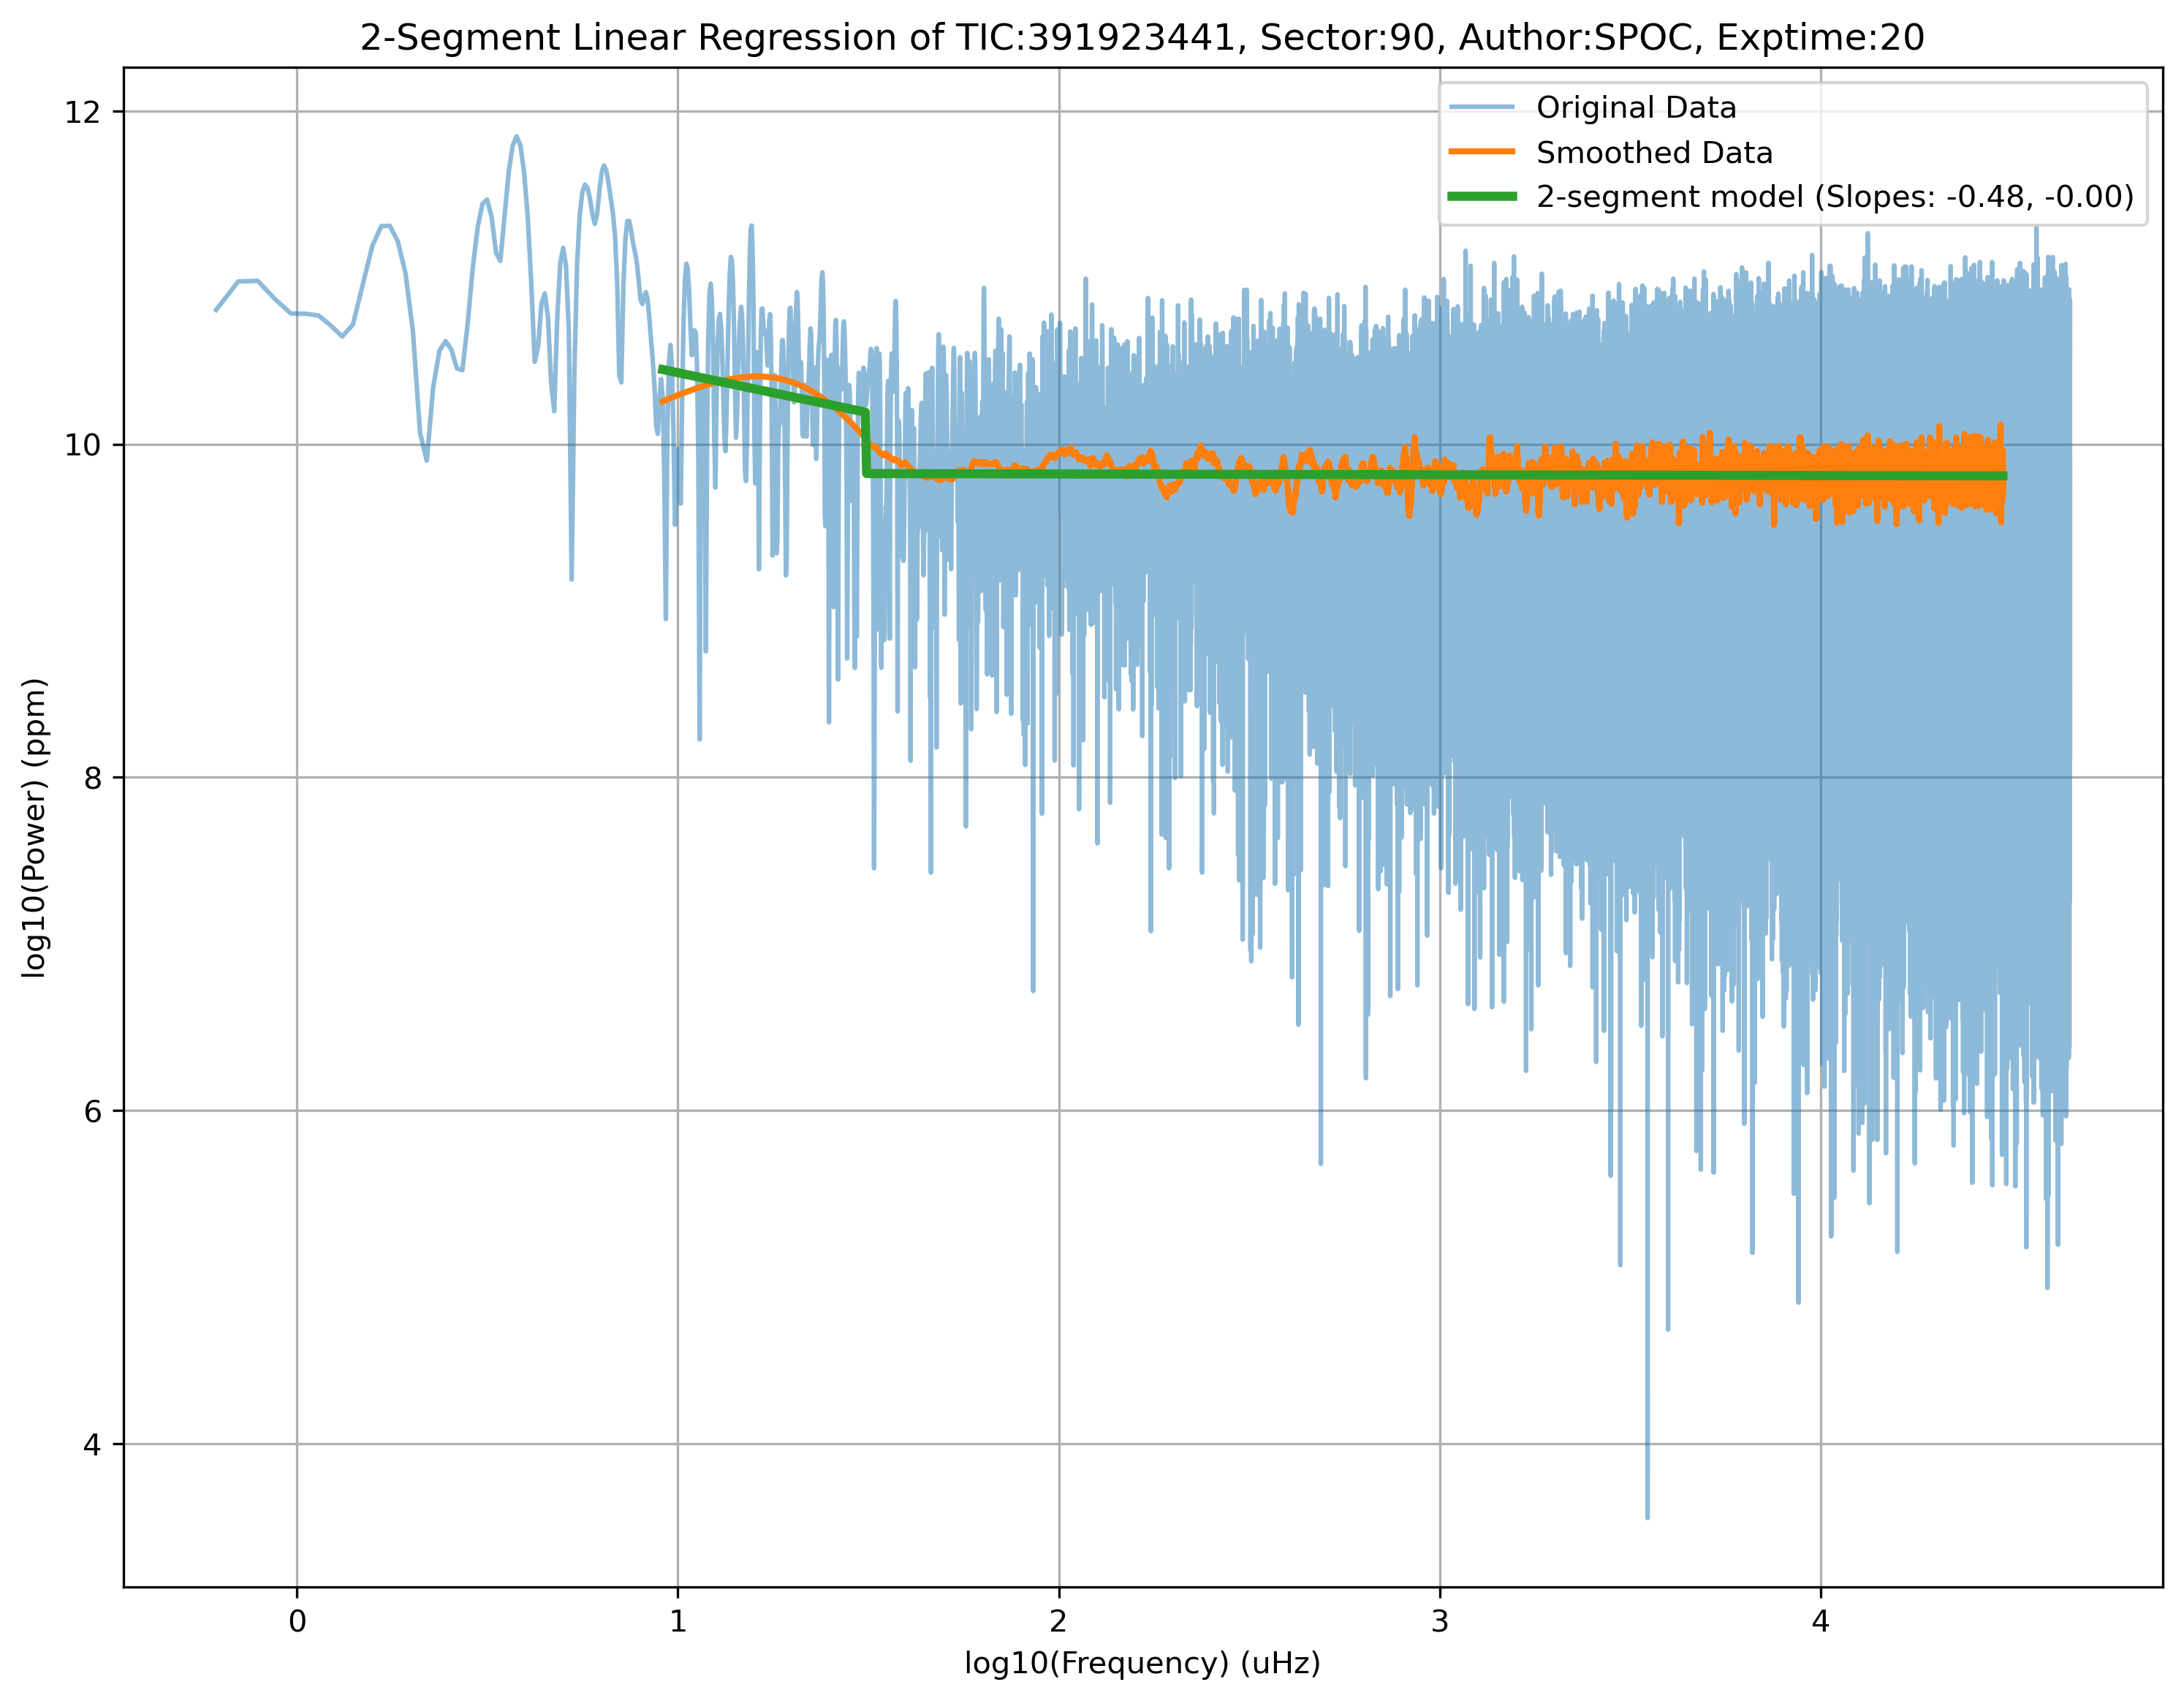 2-Segment Linear Regression of TIC:391923441, Sector:90, Author:SPOC, Exptime:20
Original Data
Smoothed Data
2-segment model (Slopes: -0.48, -0.00)
12
10
8
6
4
log10(Power) (ppm)
0 1 2 3 4
log10(Frequency) (uHz)